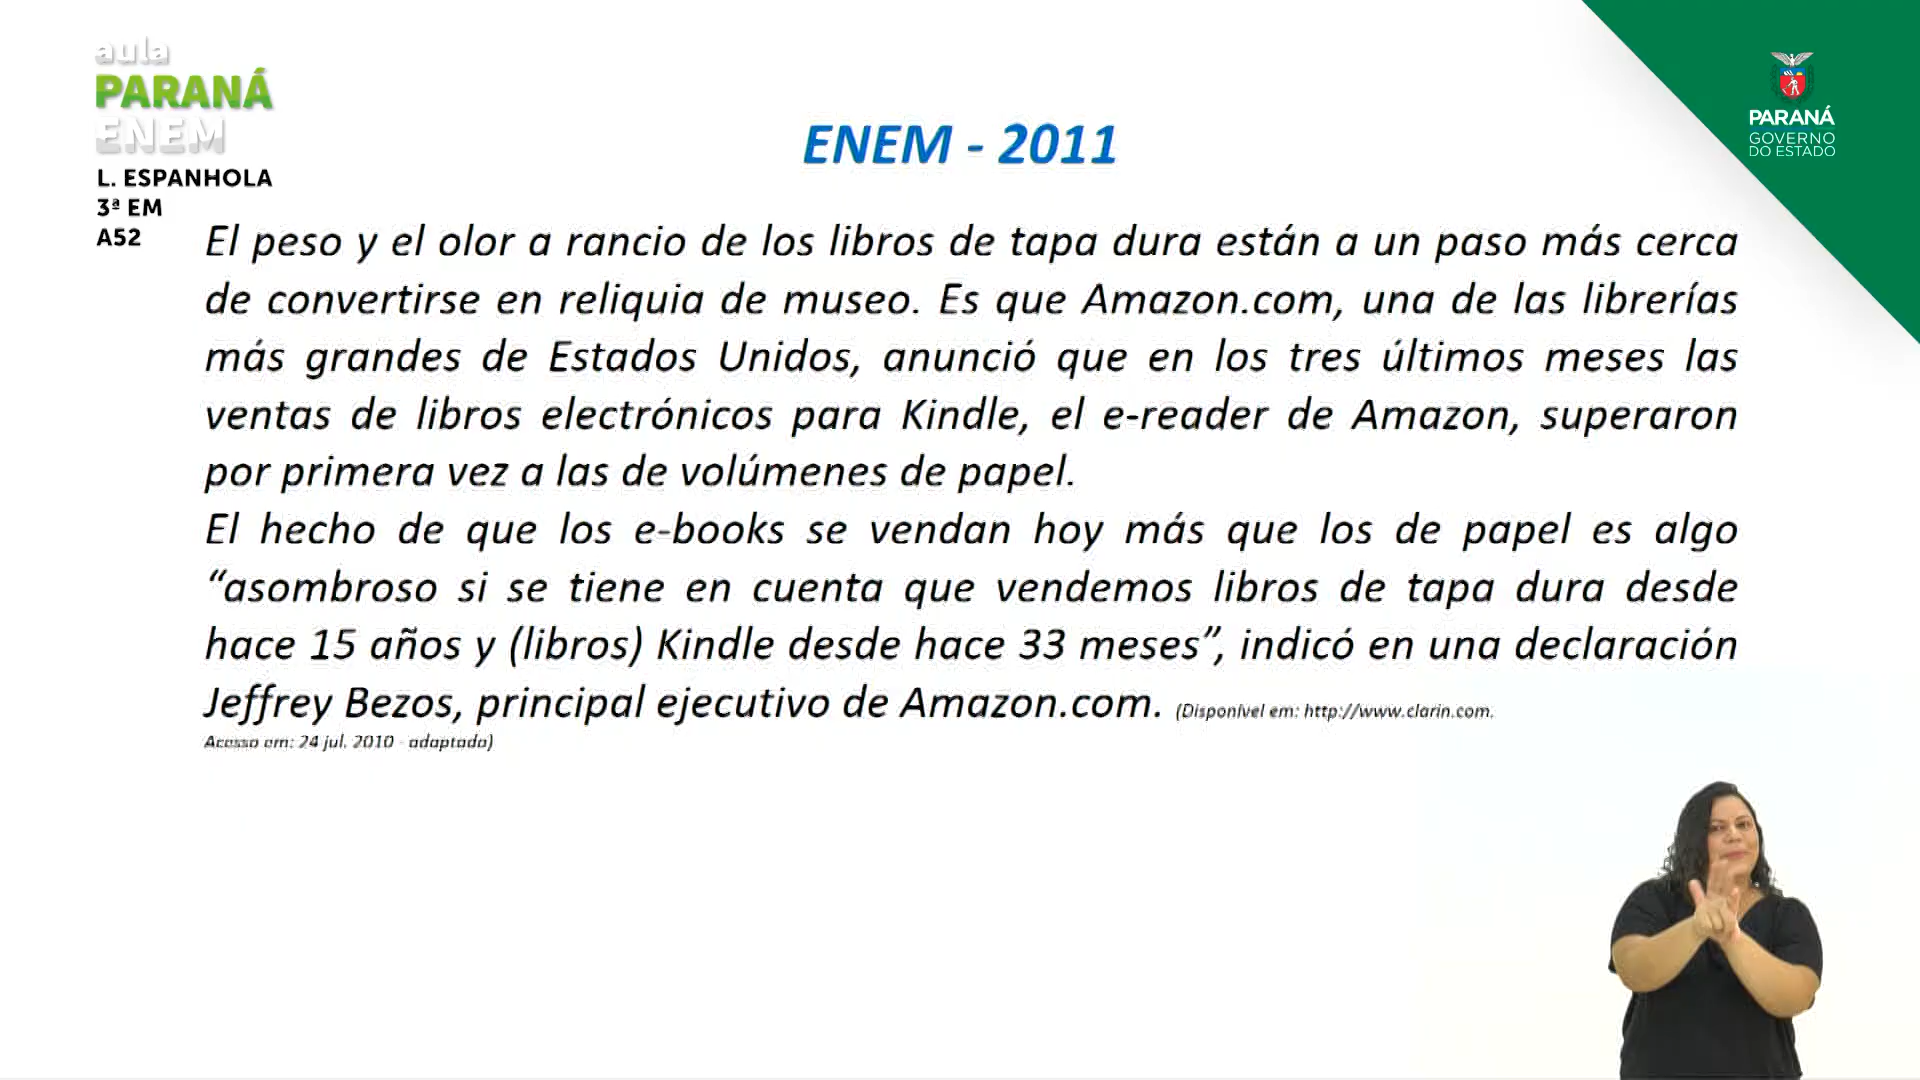 aula
PARANÁ
ENEM
L. ESPANHOLA
3ª EM
A52
PARANÁ
GOVERNO
DO ESTADO
ENEM - 2011
El peso y el olor a rancio de los libros de tapa dura están a un paso más cerca
de convertirse en reliquia de museo. Es que Amazon.com, una de las librerías
más grandes de Estados Unidos, anunció que en los tres últimos meses las
ventas de libros electrónicos para Kindle, el e-reader de Amazon, superaron
por primera vez a las de volúmenes de papel.
El hecho de que los e-books se vendan hoy más que los de papel es algo
“asombroso si se tiene en cuenta que vendemos libros de tapa dura desde
hace 15 años y (libros) Kindle desde hace 33 meses”, indicó en una declaración
Jeffrey Bezos, principal ejecutivo de Amazon.com. (Disponível em: http://www.clarin.com.
Acesso em: 24 jul. 2010 - adaptado)